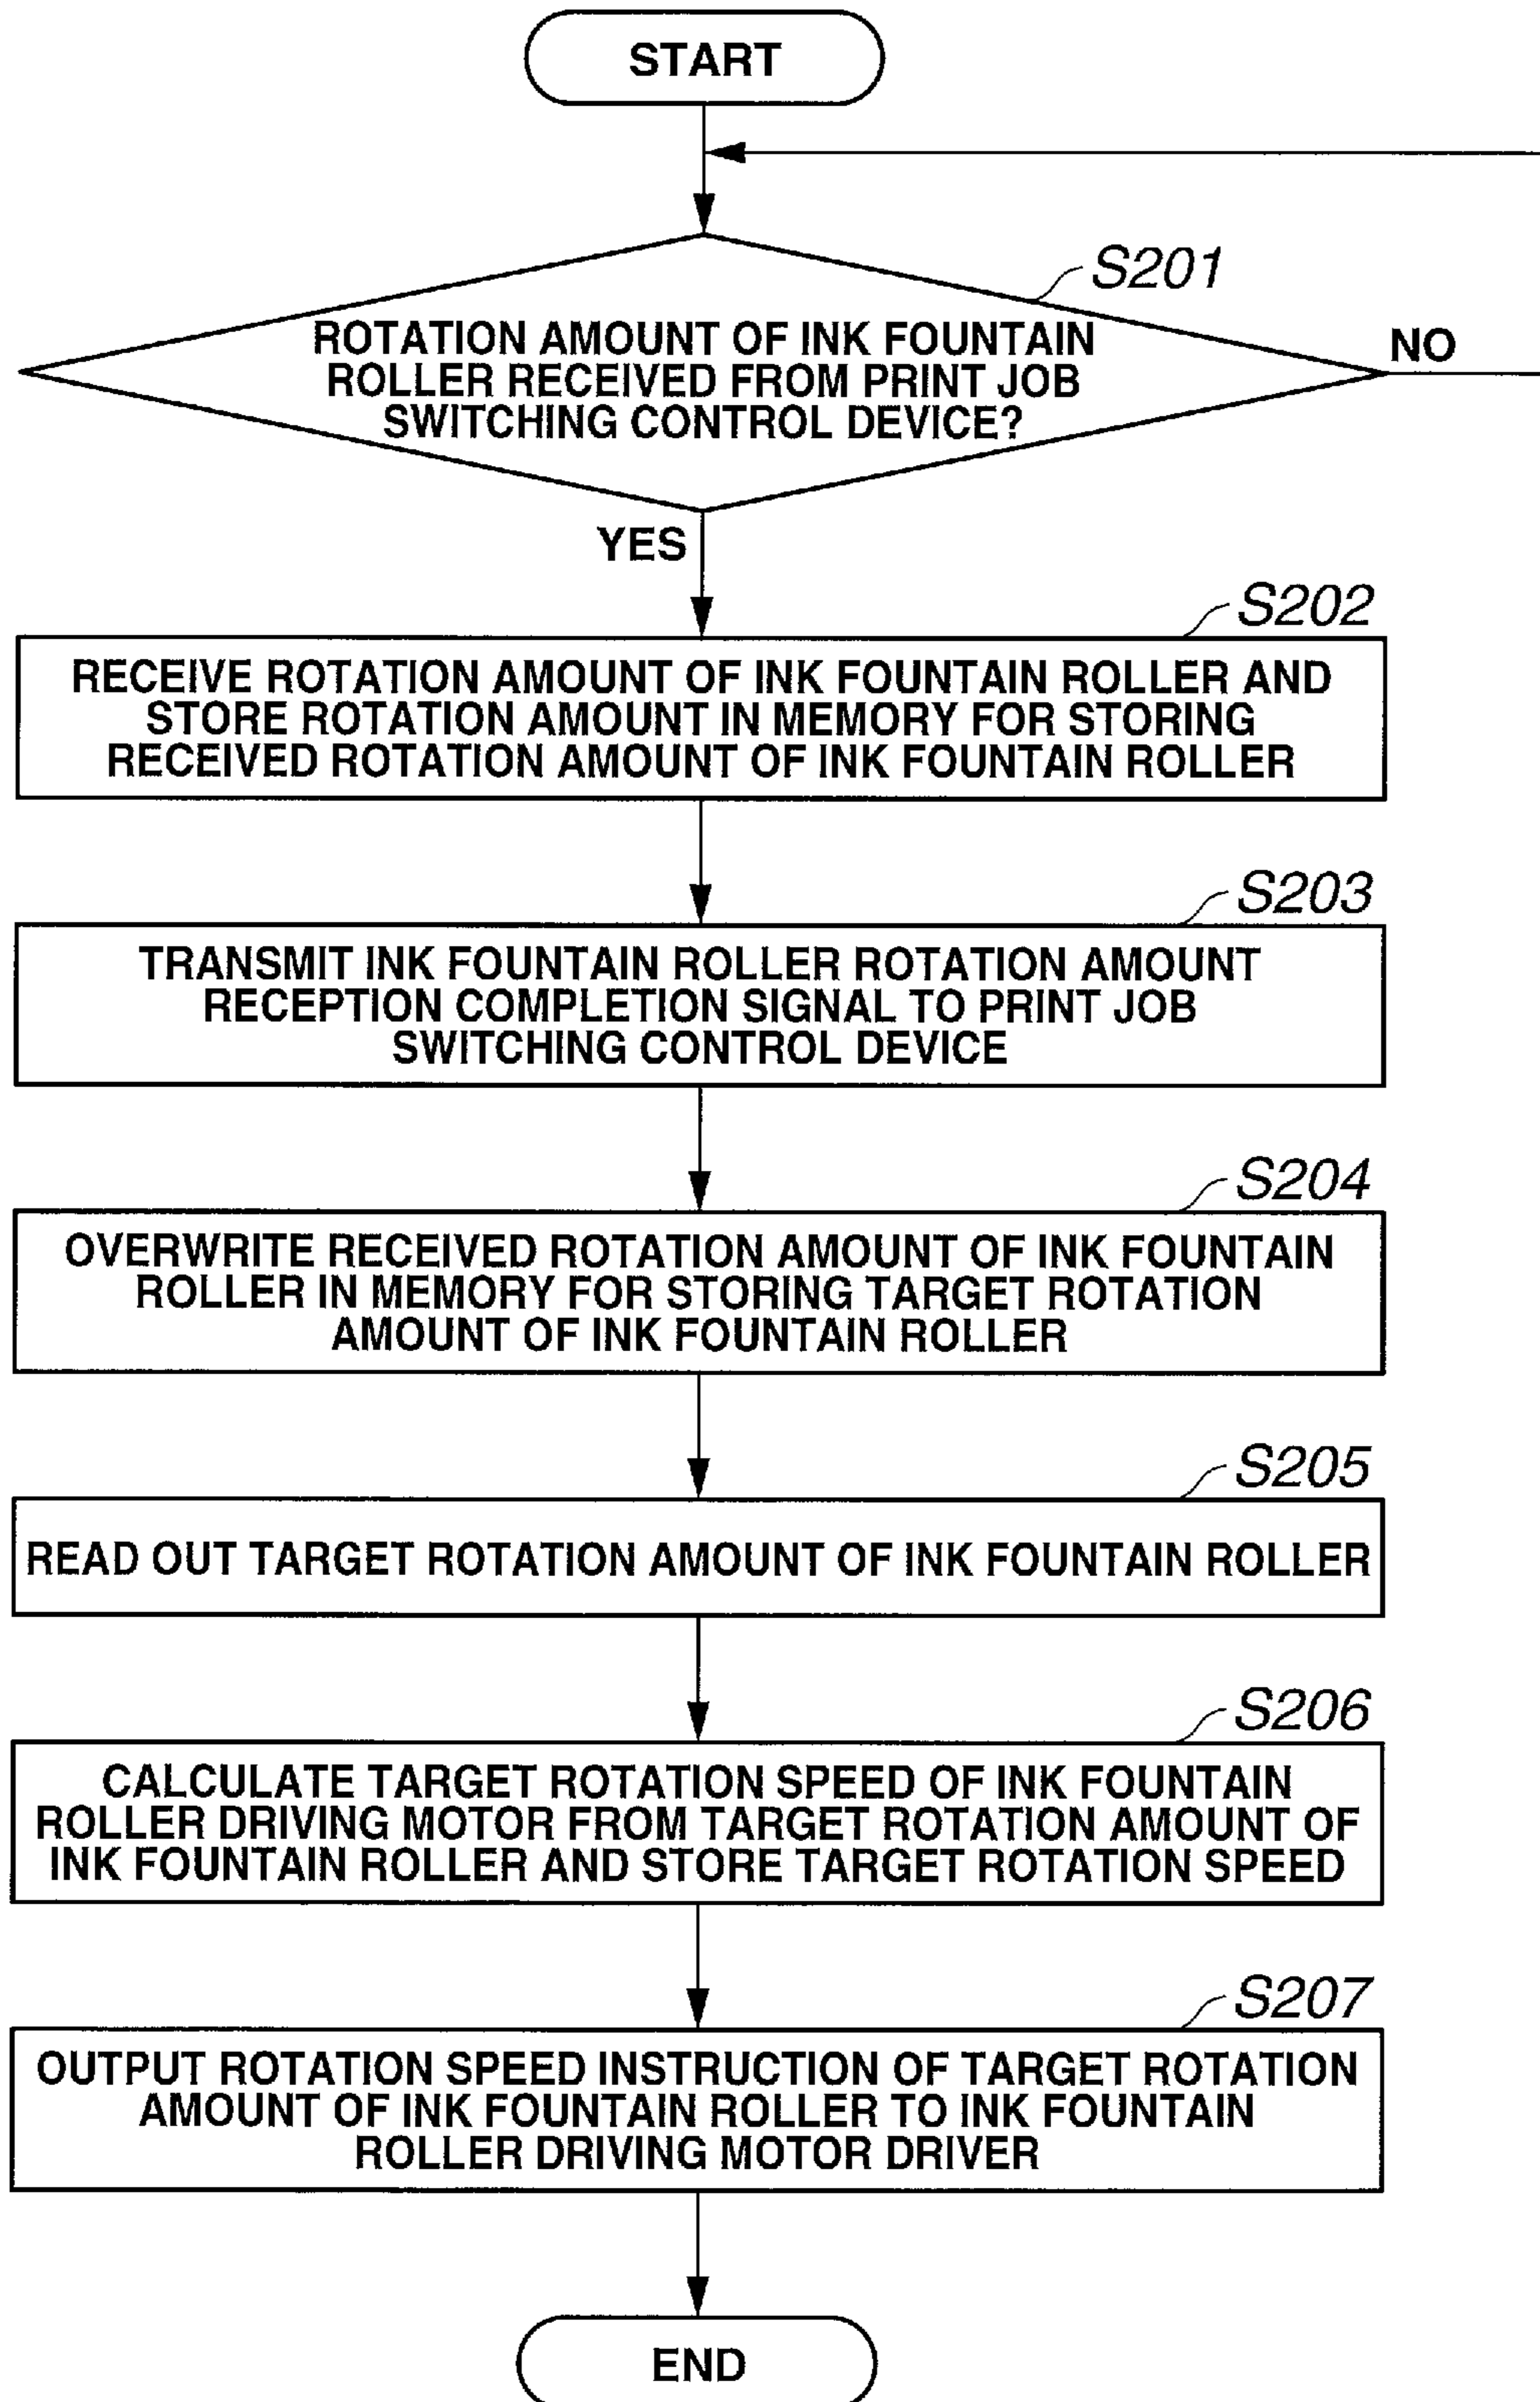 START
S201
ROTATION AMOUNT OF INK FOUNTAIN
ROLLER RECEIVED FROM PRINT JOB
SWITCHING CONTROL DEVICE?
NO
YES
S202
RECEIVE ROTATION AMOUNT OF INK FOUNTAIN ROLLER AND
STORE ROTATION AMOUNT IN MEMORY FOR STORING
RECEIVED ROTATION AMOUNT OF INK FOUNTAIN ROLLER
S203
TRANSMIT INK FOUNTAIN ROLLER ROTATION AMOUNT
RECEPTION COMPLETION SIGNAL TO PRINT JOB
SWITCHING CONTROL DEVICE
S204
OVERWRITE RECEIVED ROTATION AMOUNT OF INK FOUNTAIN
ROLLER IN MEMORY FOR STORING TARGET ROTATION
AMOUNT OF INK FOUNTAIN ROLLER
S205
READ OUT TARGET ROTATION AMOUNT OF INK FOUNTAIN ROLLER
S206
CALCULATE TARGET ROTATION SPEED OF INK FOUNTAIN
ROLLER DRIVING MOTOR FROM TARGET ROTATION AMOUNT OF
INK FOUNTAIN ROLLER AND STORE TARGET ROTATION SPEED
S207
OUTPUT ROTATION SPEED INSTRUCTION OF TARGET ROTATION
AMOUNT OF INK FOUNTAIN ROLLER TO INK FOUNTAIN
ROLLER DRIVING MOTOR DRIVER
END